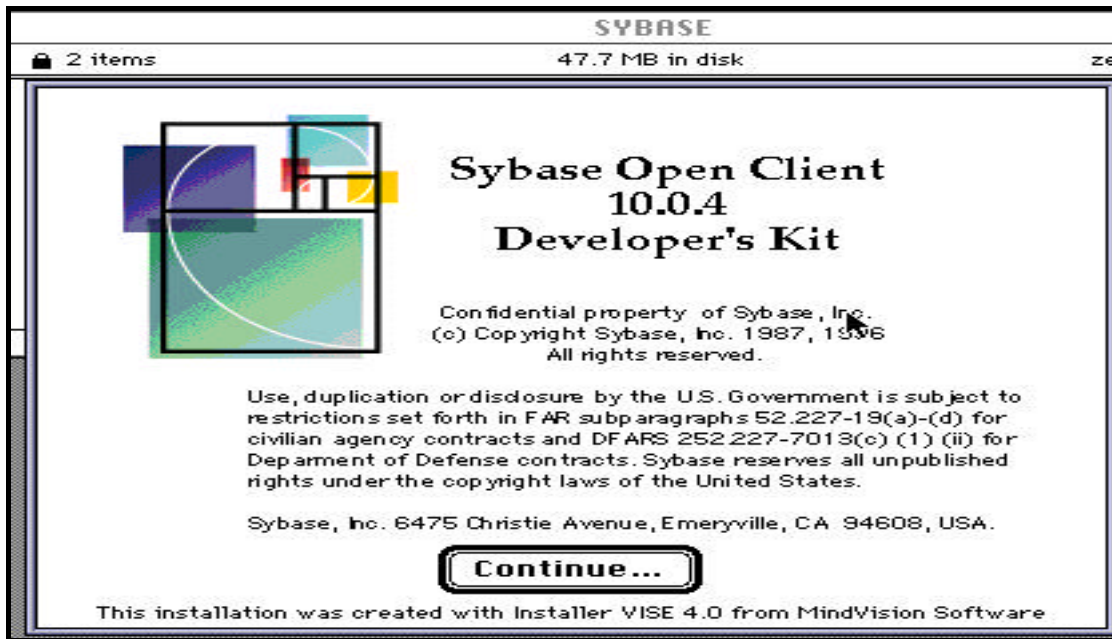 SYBASE
2 items 47.7 MB in disk ze
Sybase Open Client
10.0.4
Developer's Kit
Confidential property of Sybase, Inc.
(c) Copyright Sybase, Inc. 1987, 1996
All rights reserved.
Use, duplication or disclosure by the U.S. Government is subject to
restrictions set forth in FAR subparagraphs 52.227-19(a)-(d) for
civilian agency contracts and DFARS 252.227-7013(c) (1) (ii) for
Deparment of Defense contracts. Sybase reserves all unpublished
rights under the copyright laws of the United States.
Sybase, Inc. 6475 Christie Avenue, Emeryville, CA 94608, USA.
Continue...
This installation was created with Installer VISE 4.0 from MindVision Software